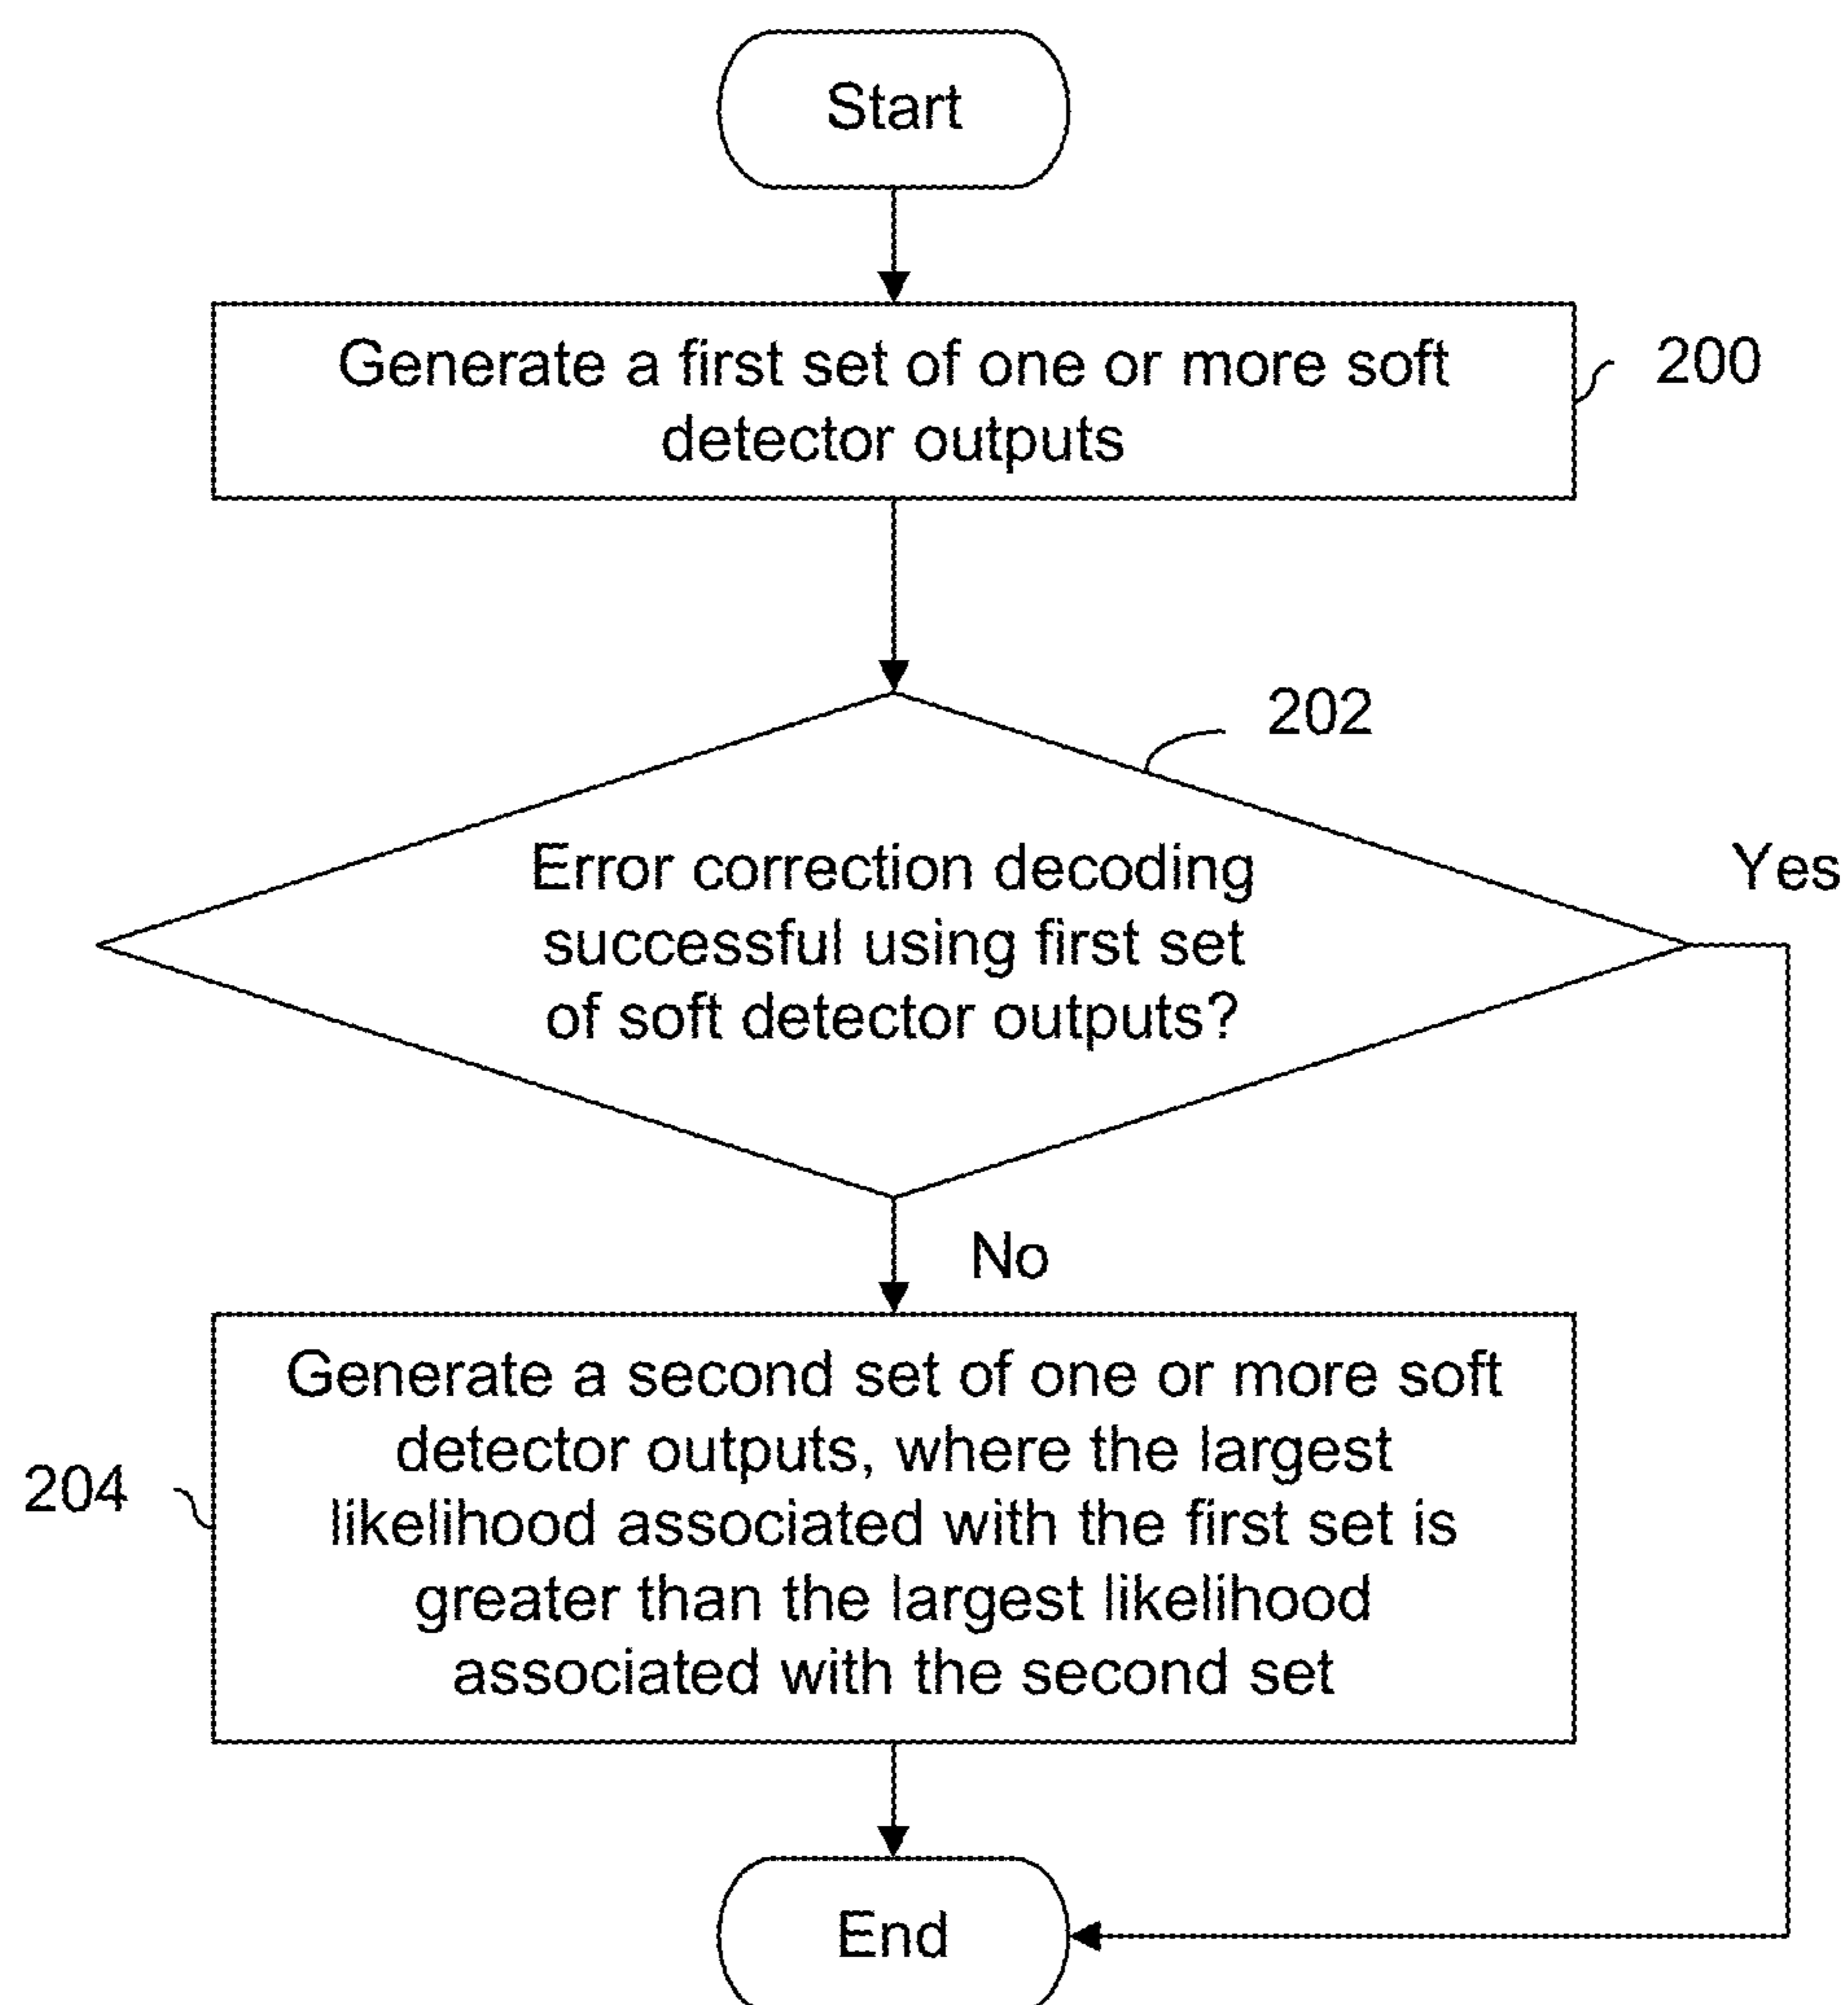 Start
Generate a first set of one or more soft
detector outputs
200
202
Error correction decoding
successful using first set
of soft detector outputs?
Yes
No
Generate a second set of one or more soft
detector outputs, where the largest
likelihood associated with the first set is
greater than the largest likelihood
associated with the second set
204
End